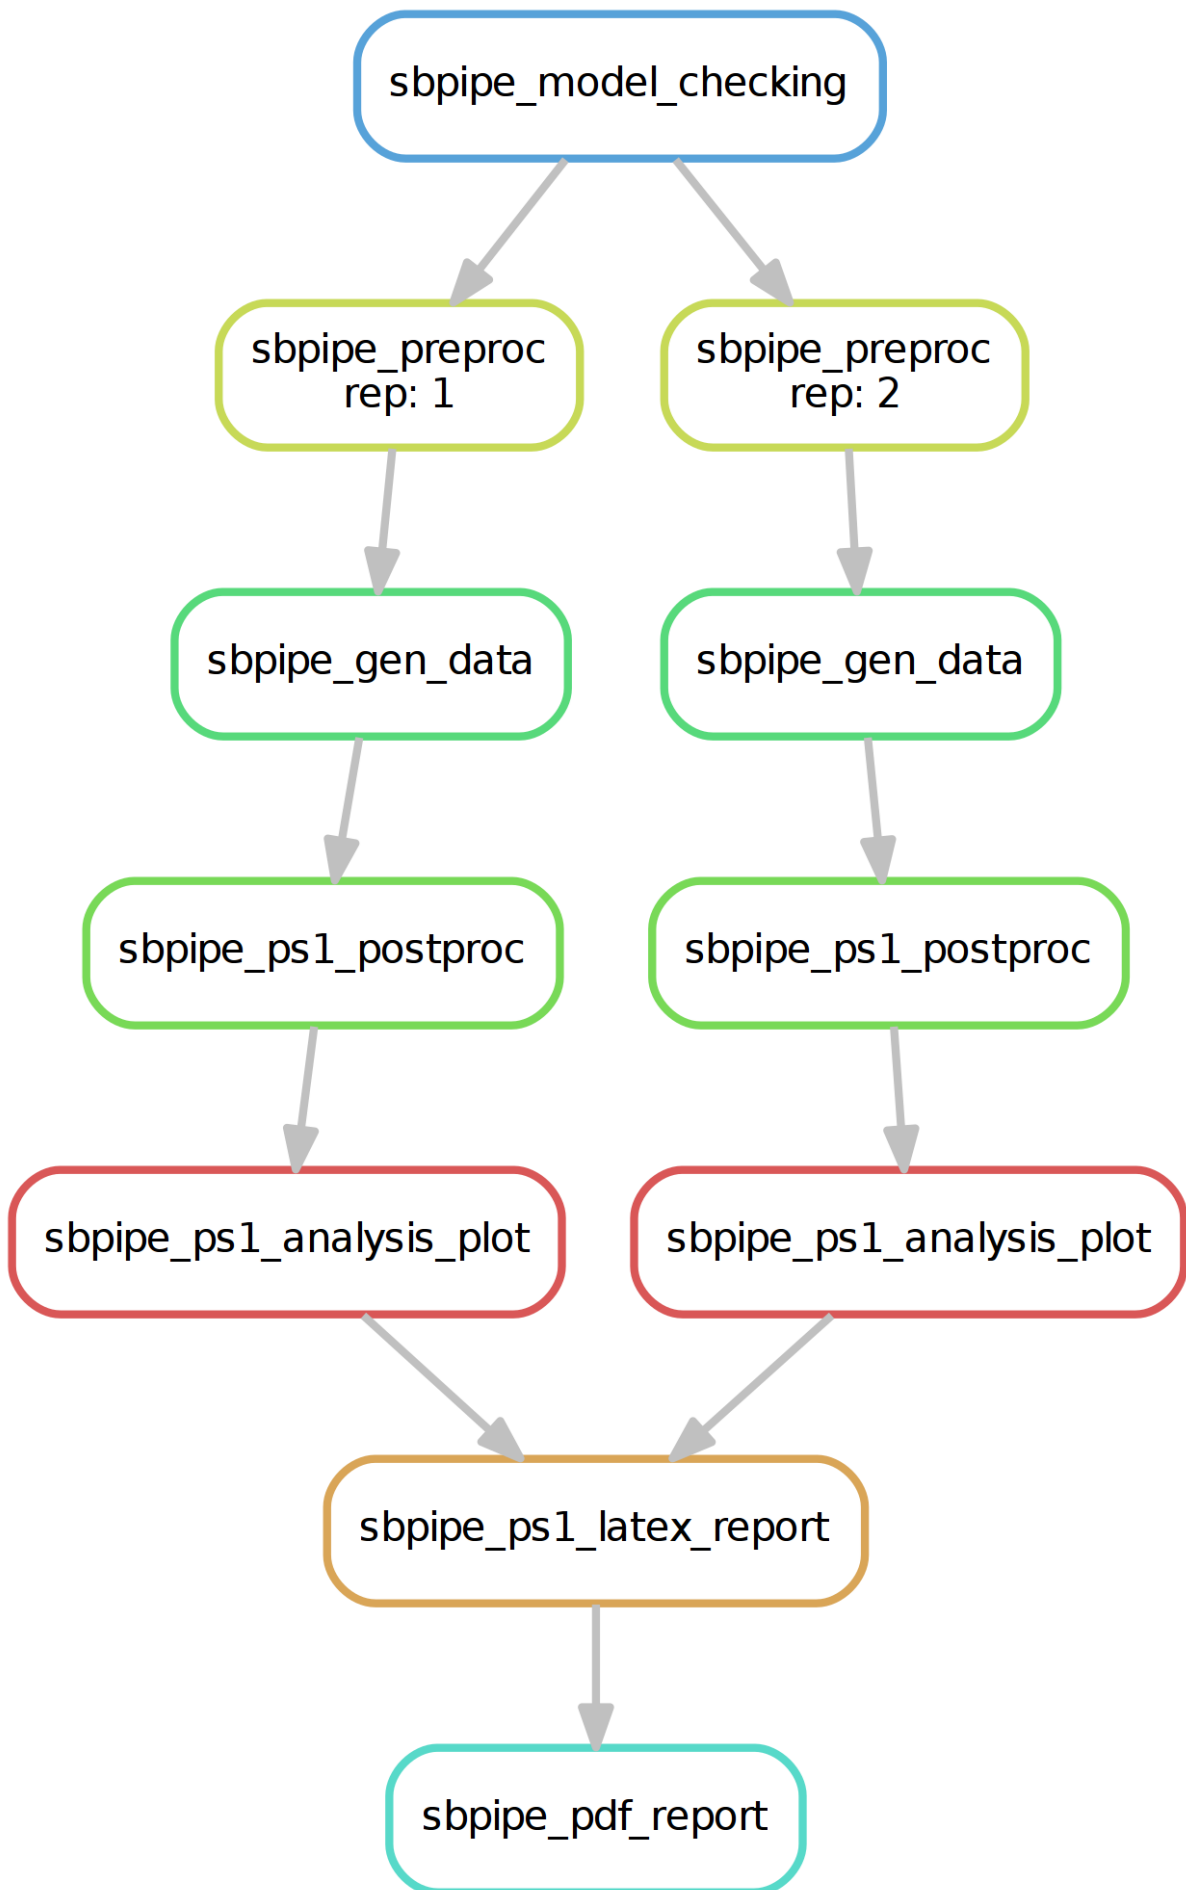 sbpipe_model_checking
sbpipe_preproc
rep: 1
sbpipe_preproc
rep: 2
sbpipe_gen_data
sbpipe_gen_data
sbpipe_ps1_postproc
sbpipe_ps1_postproc
sbpipe_ps1_analysis_plot
sbpipe_ps1_analysis_plot
sbpipe_ps1_latex_report
sbpipe_pdf_report